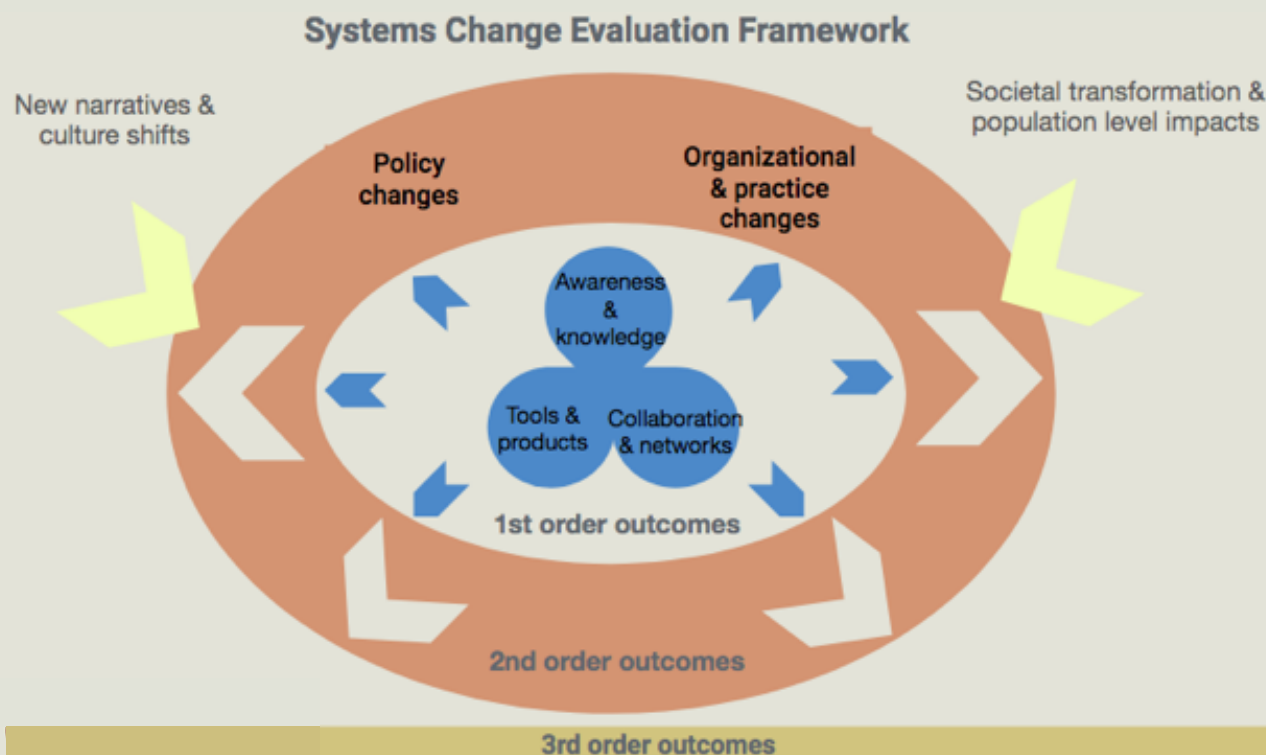 Systems Change Evaluation Framework
New narratives &
culture shifts
Societal transformation &
population level impacts
Policy
changes
Organizational
& practice
changes
Awareness
&
knowledge
Tools &
products
Collaboration
& networks
1st order outcomes
2nd order outcomes
3rd order outcomes